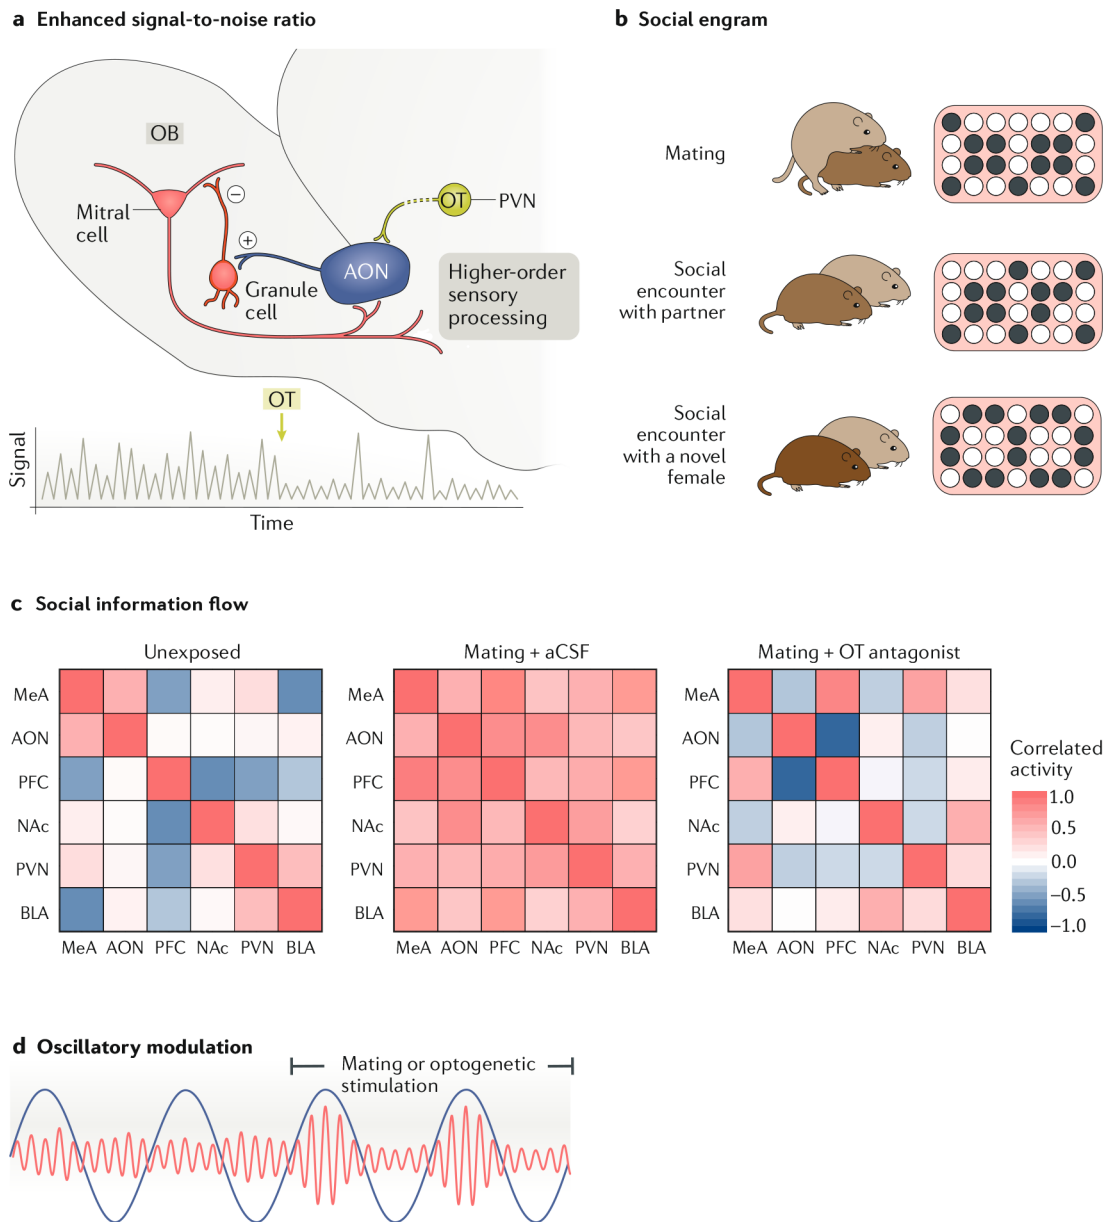 a Enhanced signal-to-noise ratio
OB
Mitral
cell
−
+
Granule
cell
AON
OT
PVN
Higher-order
sensory
processing
OT
Signal
Time
b Social engram
Mating
Social
encounter
with partner
Social
encounter
with a novel
female
c Social information flow
Unexposed
MeA
AON
PFC
NAc
PVN
BLA
MeA AON PFC NAc PVN BLA
Mating + aCSF
MeA
AON
PFC
NAc
PVN
BLA
MeA AON PFC NAc PVN BLA
Mating + OT antagonist
MeA
AON
PFC
NAc
PVN
BLA
MeA AON PFC NAc PVN BLA
Correlated
activity
1.0
0.5
0.0
−0.5
−1.0
d Oscillatory modulation
Mating or optogenetic
stimulation